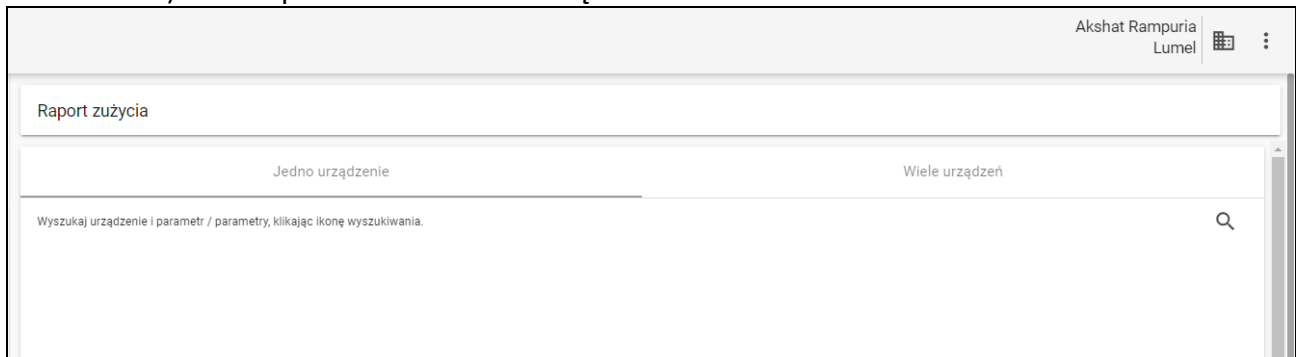 Akshat Rampuria
Lumel
Raport zużycia
Jedno urządzenie
Wiele urządzeń
Wyszukaj urządzenie i parametr / parametry, klikając ikonę wyszukiwania.